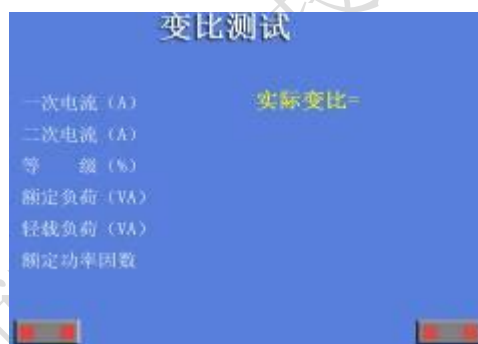 变比测试
一次电流（A） 实际变比=
二次电流（A）
等 级（%）
额定负荷（VA）
轻载负荷（VA）
额定功率因数